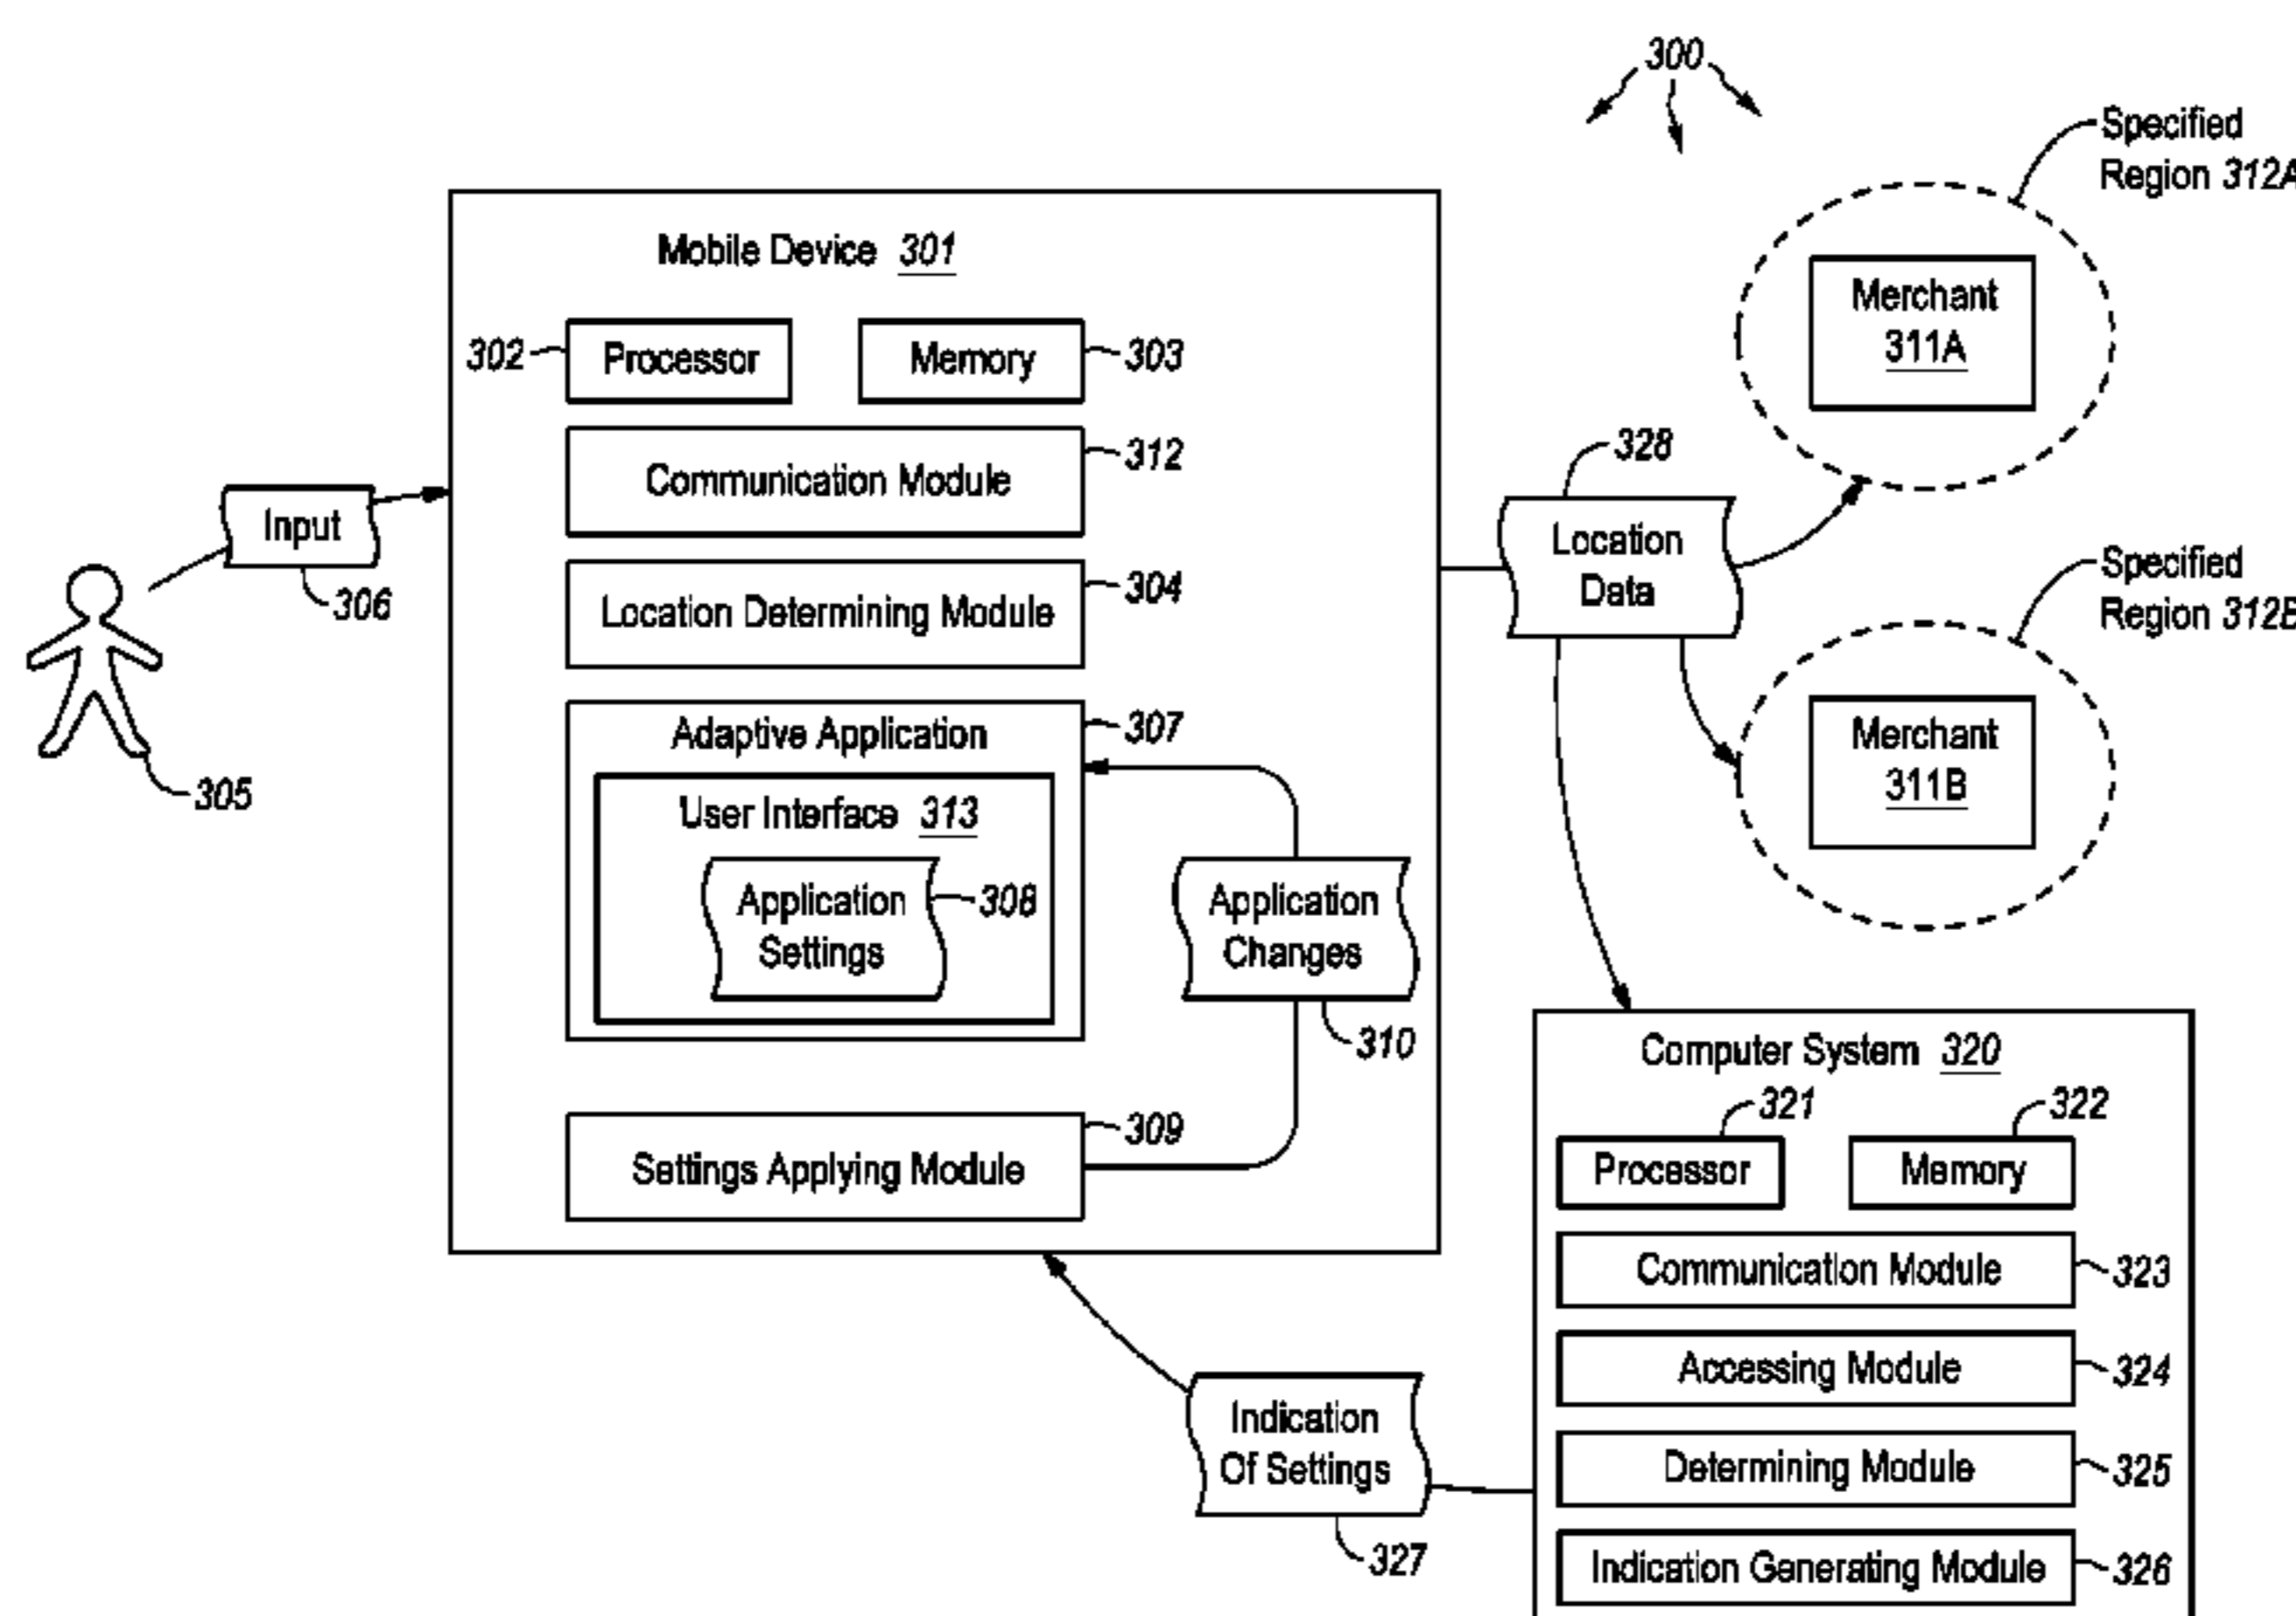 300
Specified
Region 312A
Mobile Device 301
Merchant
311A
302
Processor
Memory
303
312
Communication Module
328
Input
306
Location
Data
304
Location Determining Module
Specified
Region 312B
305
307
Adaptive Application
User Interface 313
Application
Settings
308
Application
Changes
310
Merchant
311B
309
Settings Applying Module
Computer System 320
321
322
Processor
Memory
Communication Module
323
Accessing Module
324
Determining Module
325
Indication Generating Module
326
Indication
Of Settings
327